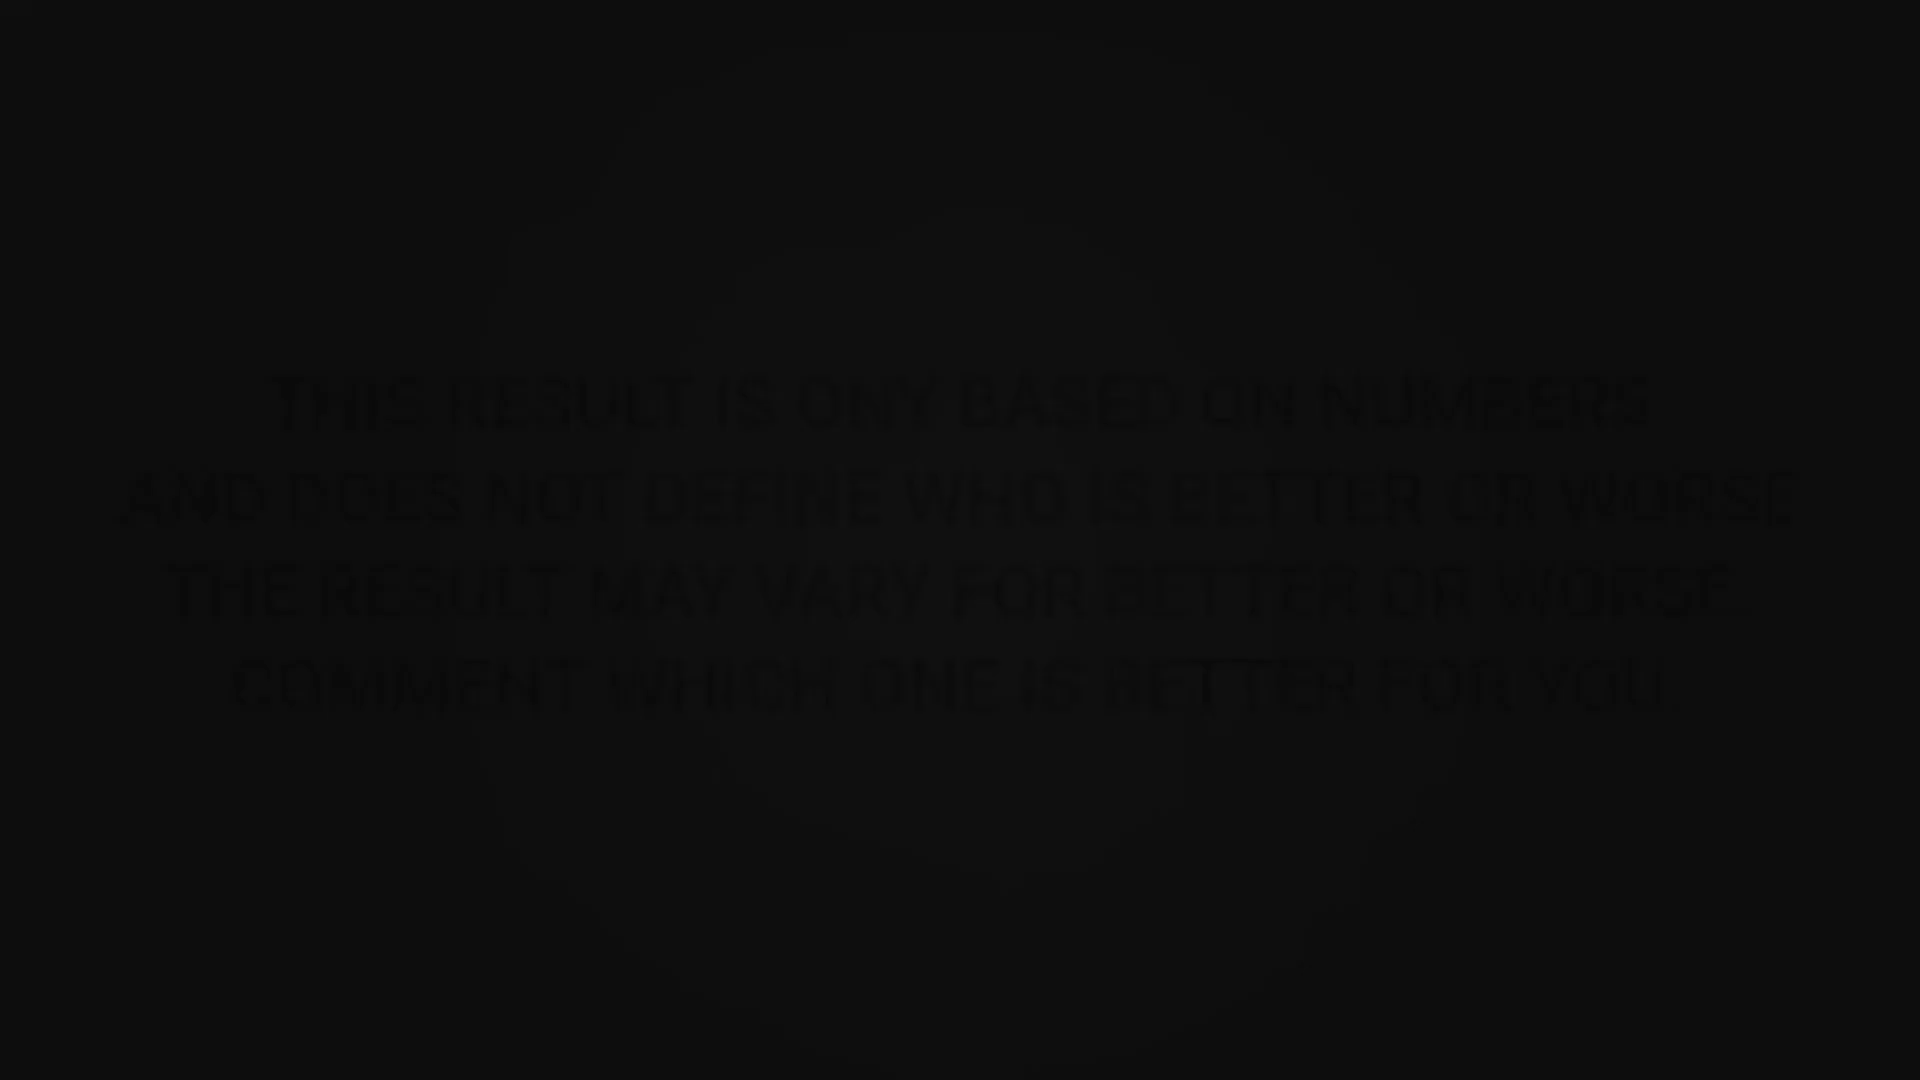 THIS RESULT IS ONY BASED ON NUMBERS
AND DOES NOT DEFINE WHO IS BETTER OR WORSE
THE RESULT MAY VARY FOR BETTER OR WORSE
COMMENT WHICH ONE IS BETTER FOR YOU